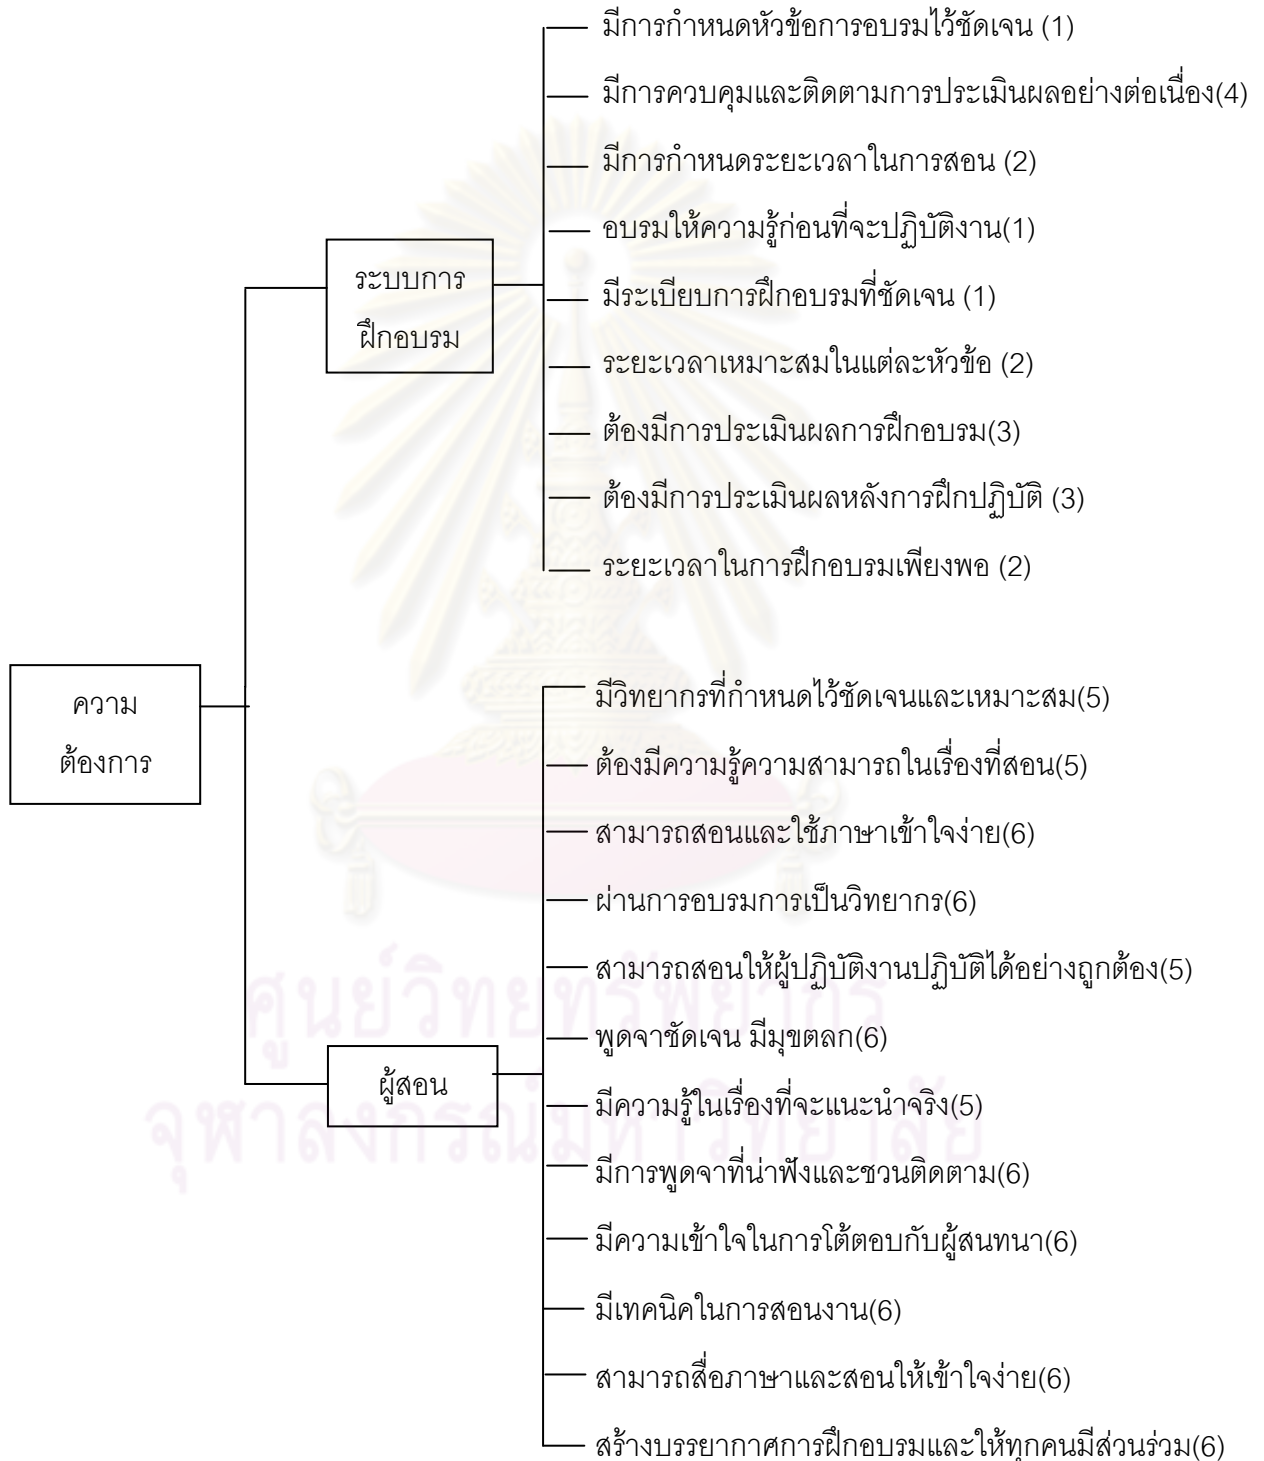 มีการกำหนดหัวข้อการอบรมไว้ชัดเจน (1)
มีการควบคุมและติดตามการประเมินผลอย่างต่อเนื่อง(4)
มีการกำหนดระยะเวลาในการสอน (2)
อบรมให้ความรู้ก่อนที่จะปฏิบัติงาน(1)
ระบบการ
ฝึกอบรม
มีระเบียบการฝึกอบรมที่ชัดเจน (1)
ระยะเวลาเหมาะสมในแต่ละหัวข้อ (2)
ต้องมีการประเมินผลการฝึกอบรม(3)
ต้องมีการประเมินผลหลังการฝึกปฏิบัติ (3)
ระยะเวลาในการฝึกอบรมเพียงพอ (2)
ความ
ต้องการ
มีวิทยากรที่กำหนดไว้ชัดเจนและเหมาะสม(5)
ต้องมีความรู้ความสามารถในเรื่องที่สอน(5)
สามารถสอนและใช้ภาษาเข้าใจง่าย(6)
ผ่านการอบรมการเป็นวิทยากร(6)
สามารถสอนให้ผู้ปฏิบัติงานปฏิบัติได้อย่างถูกต้อง(5)
ศูนย์วิทยทรัพยากร
พูดจาชัดเจน มีมุขตลก(6)
ผู้สอน
มีความรู้ในเรื่องที่จะแนะนำจริง(5)
จุฬาลงกรณ์มหาวิทยาลัย
มีการพูดจาที่น่าฟังและชวนติดตาม(6)
มีความเข้าใจในการโต้ตอบกับผู้สนทนา(6)
มีเทคนิคในการสอนงาน(6)
สามารถสื่อภาษาและสอนให้เข้าใจง่าย(6)
สร้างบรรยากาศการฝึกอบรมและให้ทุกคนมีส่วนร่วม(6)